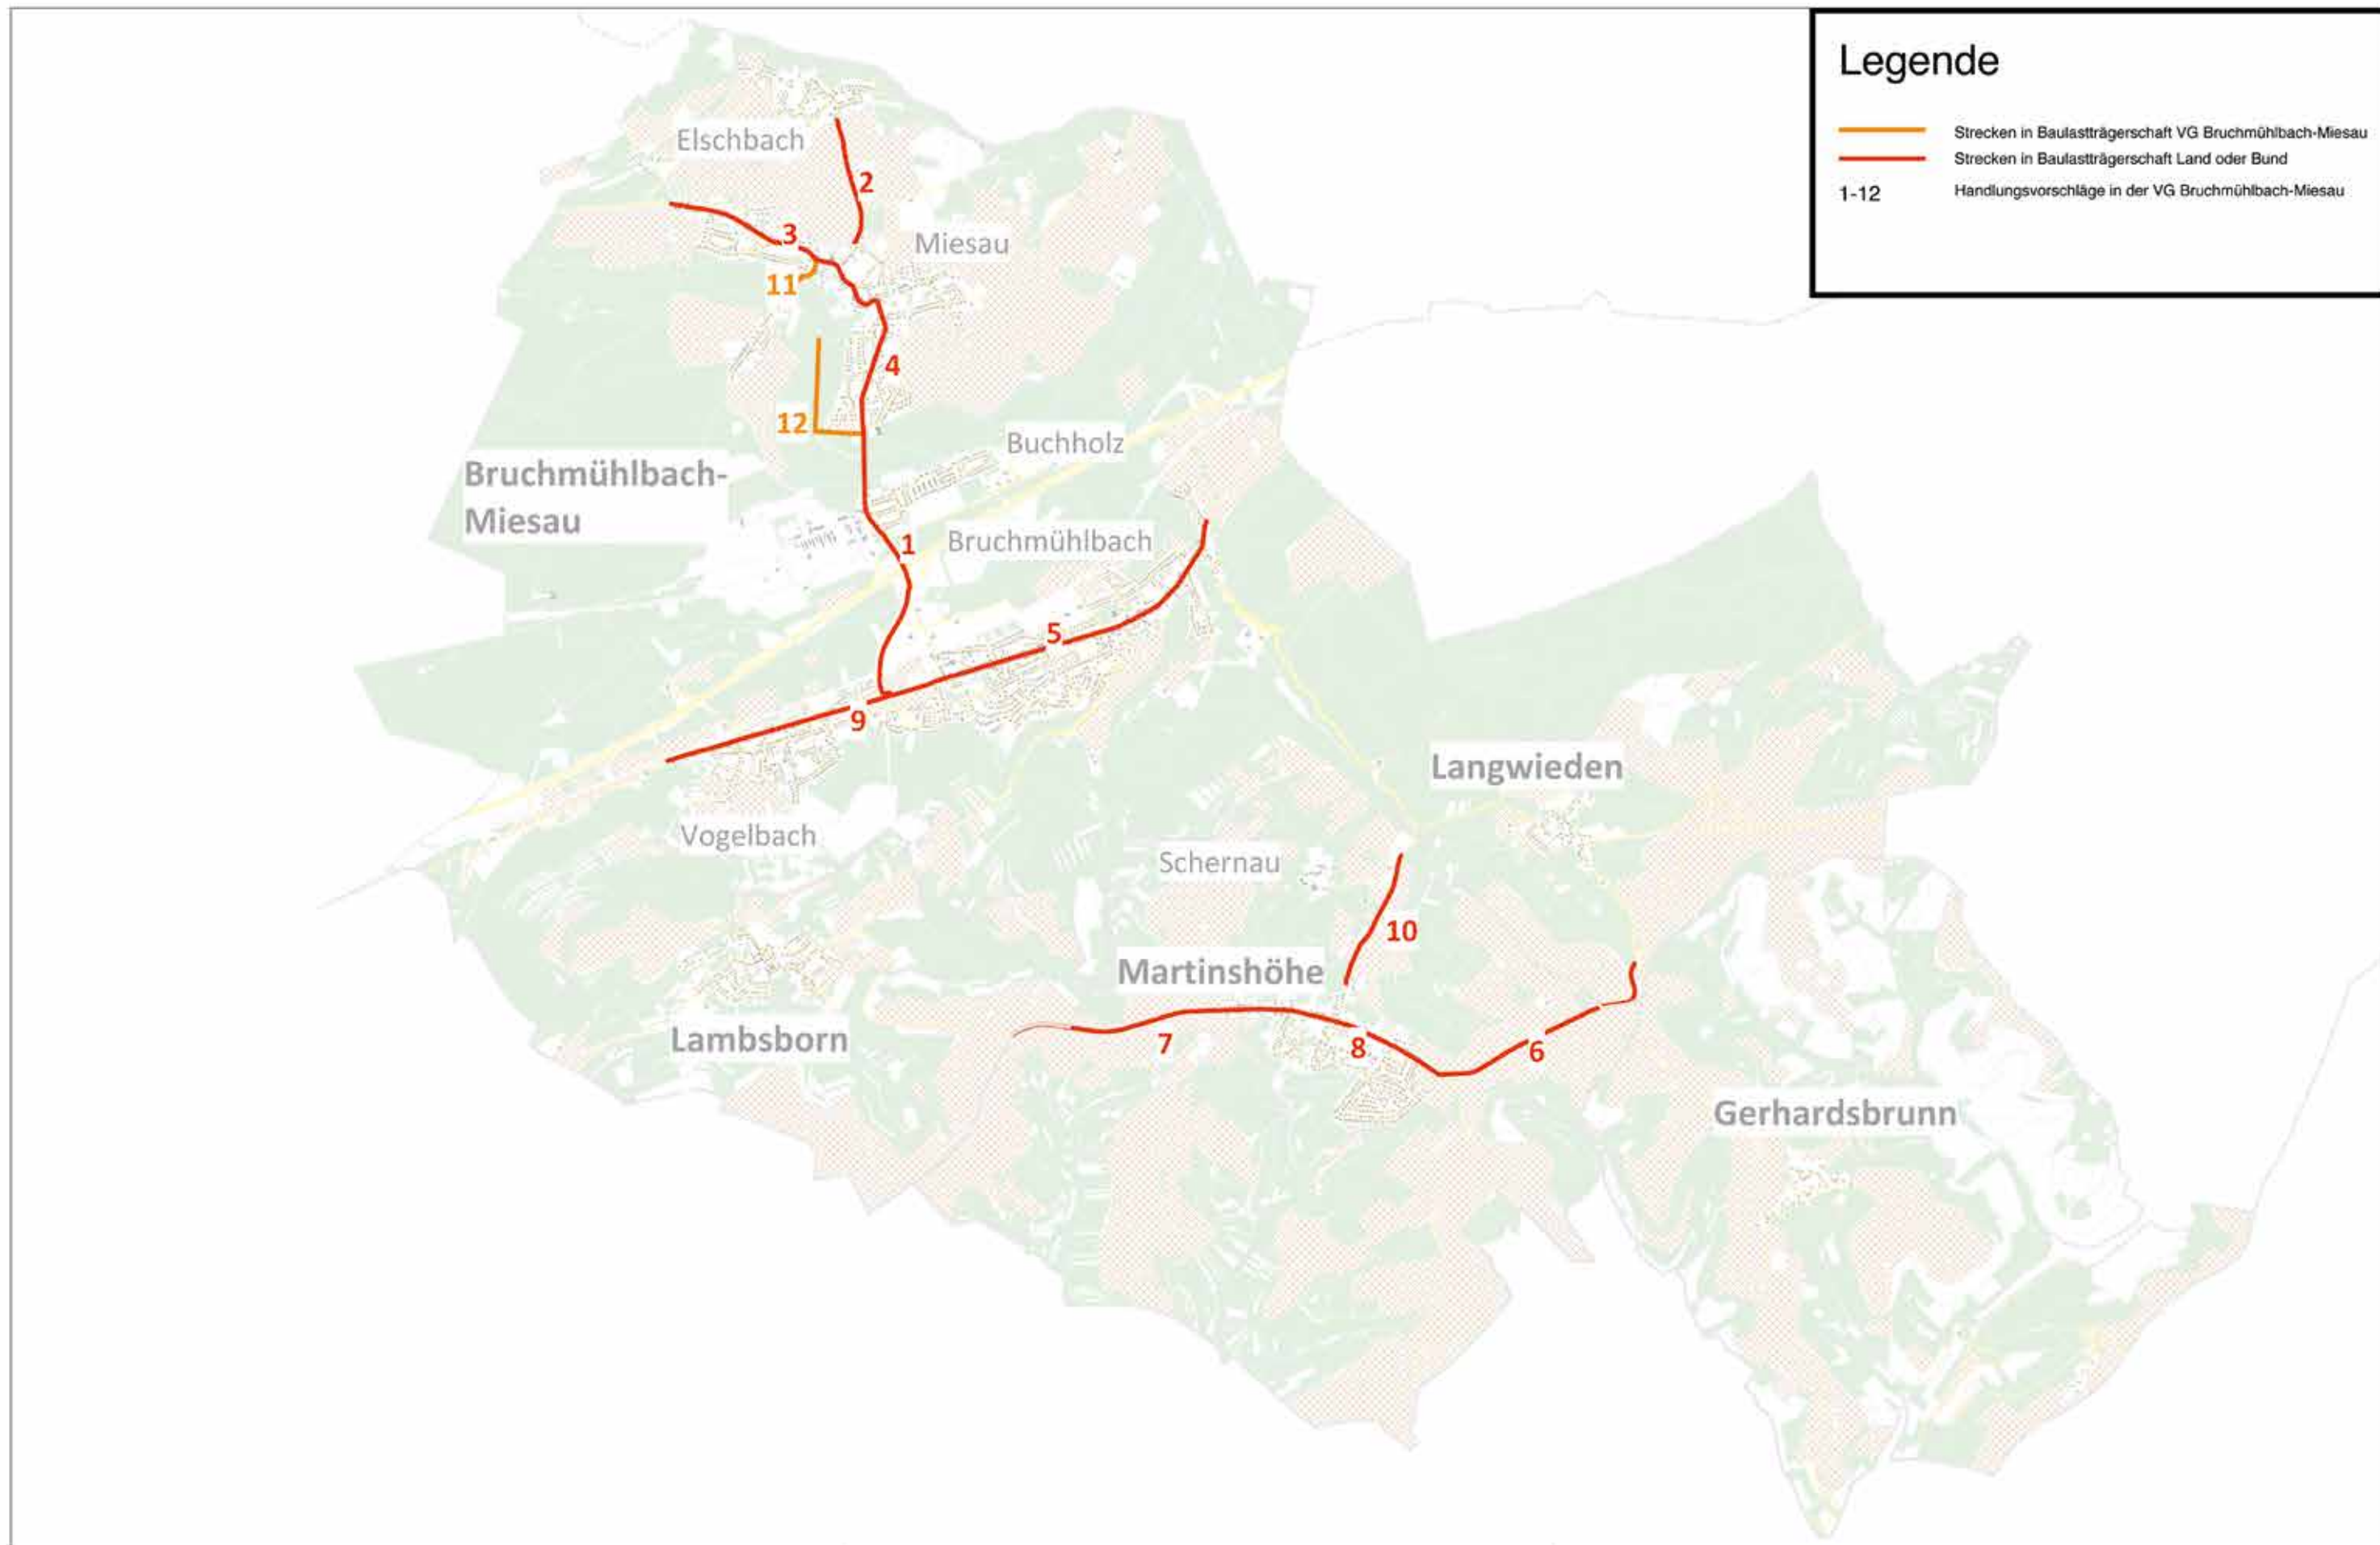 Legende
Strecken in Baulastträgerschaft VG Bruchmühlbach-Miesau
Strecken in Baulastträgerschaft Land oder Bund
1-12 Handlungsvorschläge in der VG Bruchmühlbach-Miesau
Elschbach
2
3
Miesau
11
4
12
Buchholz
Bruchmühlbach-
Miesau
1
Bruchmühlbach
5
9
Langwieden
Vogelbach
Schernau
10
Martinshöhe
Lambsborn
7
8
6
Gerhardsbrunn